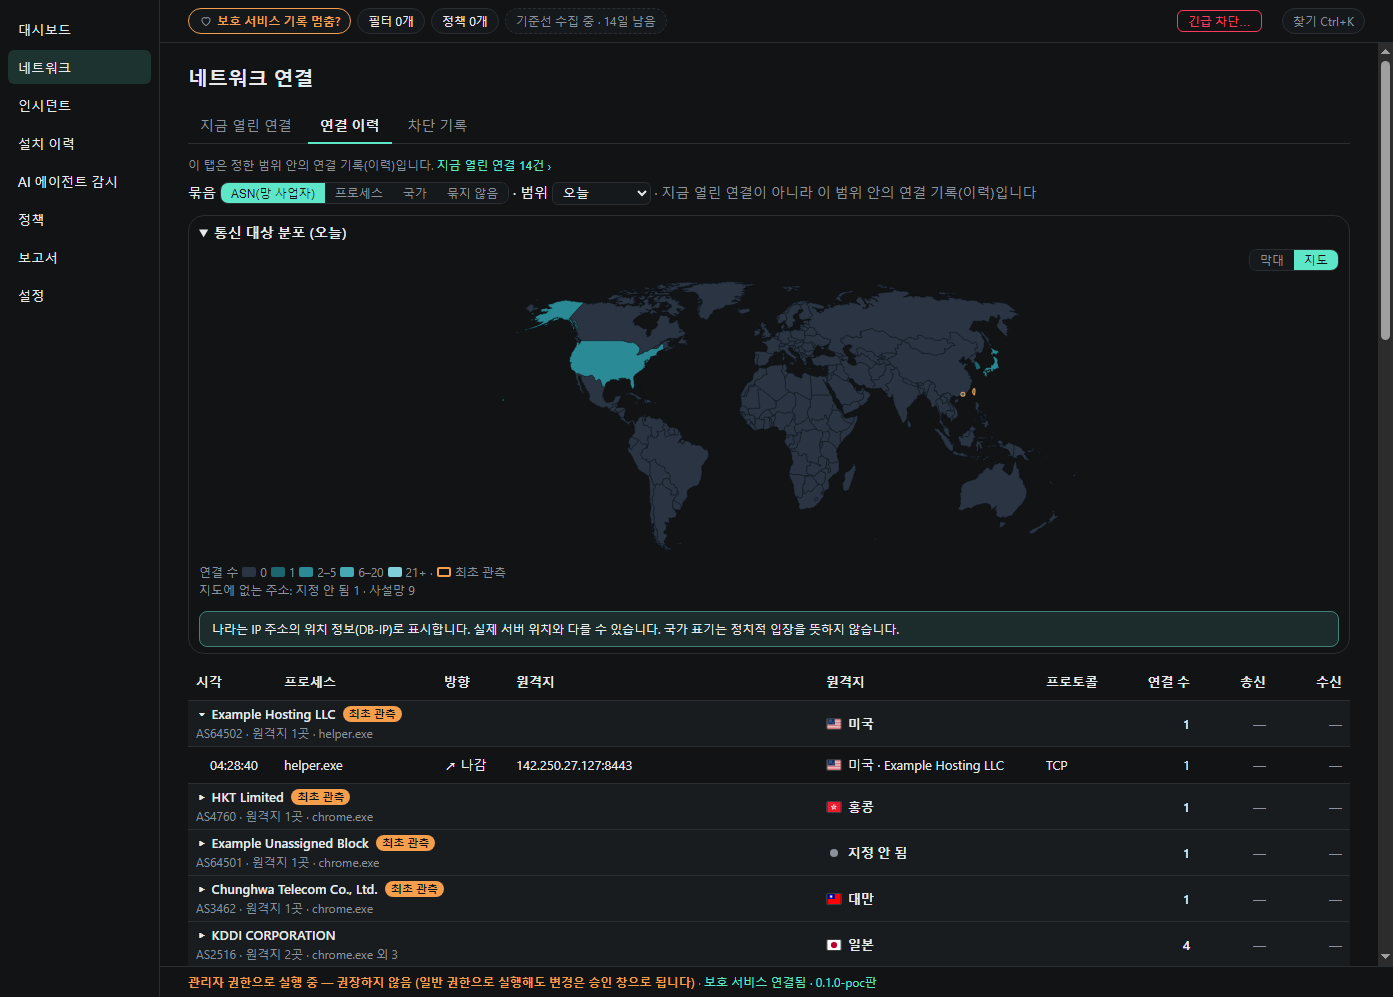 대시보드
네트워크
인시던트
설치 이력
AI 에이전트 감시
정책
보고서
설정
♡ 보호 서비스 기록 멈춤? 필터 0개 정책 0개 기준선 수집 중 · 14일 남음 긴급 차단... 찾기 Ctrl+K
네트워크 연결
지금 열린 연결 연결 이력 차단 기록
이 탭은 정한 범위 안의 연결 기록(이력)입니다. 지금 열린 연결 14건 ›
묶음 ASN(망 사업자) 프로세스 국가 묶지 않음 · 범위 오늘 · 지금 열린 연결이 아니라 이 범위 안의 연결 기록(이력)입니다
▼ 통신 대상 분포 (오늘)
막대 지도
연결 수 0 1 2–5 6–20 21+ · 최초 관측
지도에 없는 주소: 지정 안 됨 1 · 사설망 9
나라는 IP 주소의 위치 정보(DB-IP)로 표시합니다. 실제 서버 위치와 다를 수 있습니다. 국가 표기는 정치적 입장을 뜻하지 않습니다.
시각 프로세스 방향 원격지 원격지 프로토콜 연결 수 송신 수신
▾ Example Hosting LLC 최초 관측 미국 1 — —
AS64502 · 원격지 1곳 · helper.exe
04:28:40 helper.exe ↗ 나감 142.250.27.127:8443 미국 · Example Hosting LLC TCP 1 — —
▸ HKT Limited 최초 관측 홍콩 1 — —
AS4760 · 원격지 1곳 · chrome.exe
▸ Example Unassigned Block 최초 관측 지정 안 됨 1 — —
AS64501 · 원격지 1곳 · chrome.exe
▸ Chunghwa Telecom Co., Ltd. 최초 관측 대만 1 — —
AS3462 · 원격지 1곳 · chrome.exe
▸ KDDI CORPORATION 일본 4 — —
AS2516 · 원격지 2곳 · chrome.exe 외 3
관리자 권한으로 실행 중 — 권장하지 않음 (일반 권한으로 실행해도 변경은 승인 창으로 됩니다) · 보호 서비스 연결됨 · 0.1.0-poc판